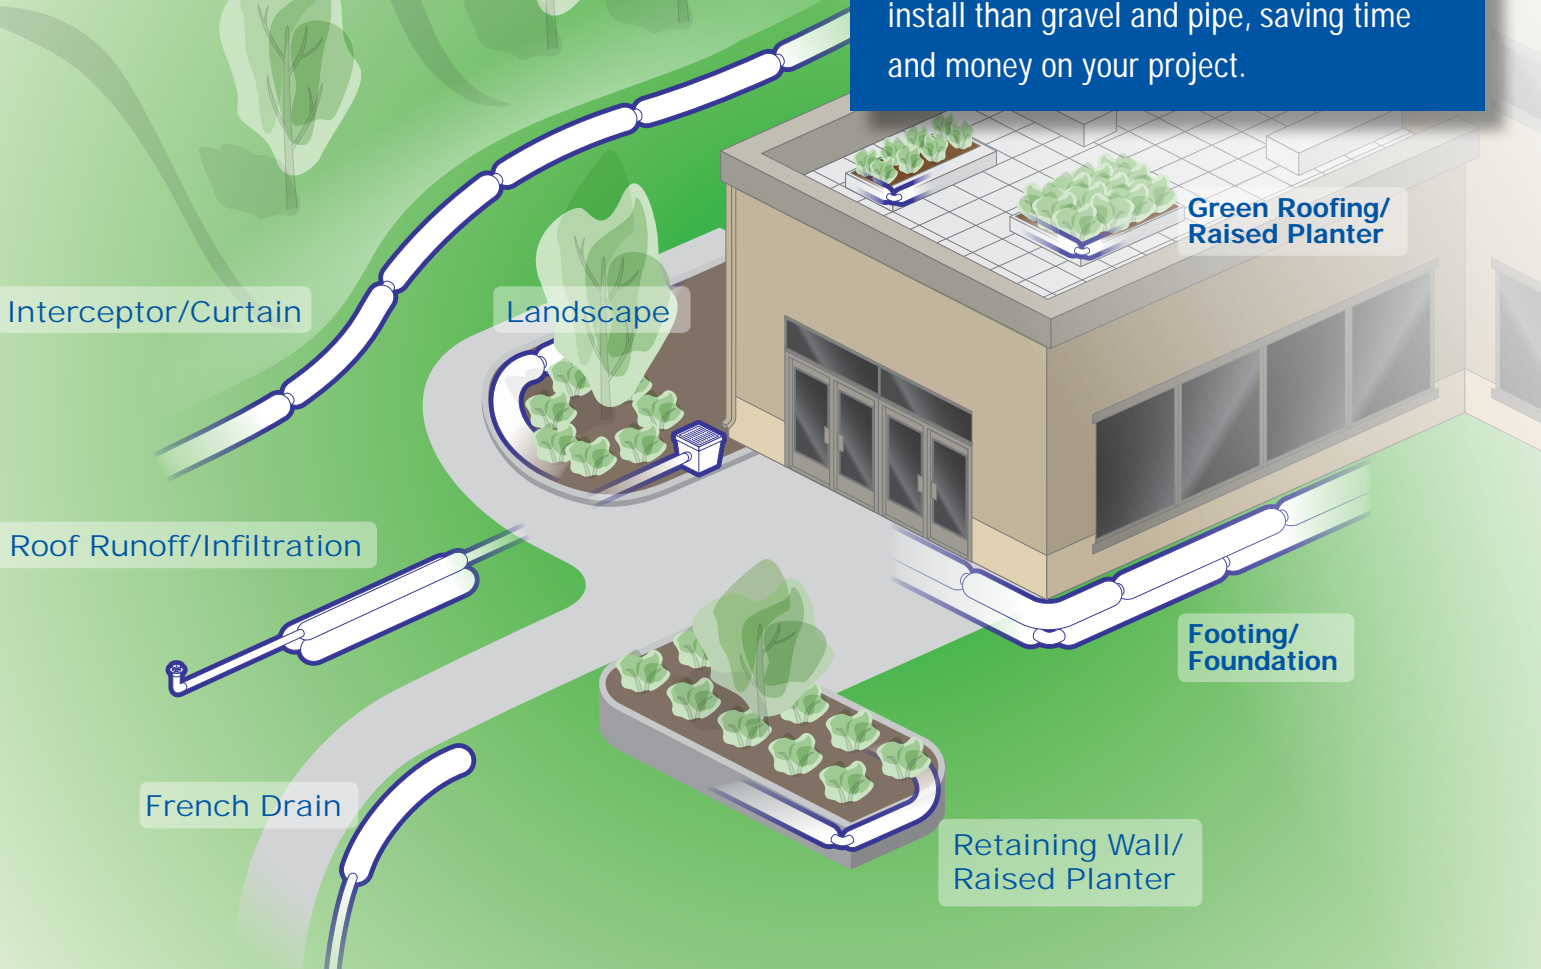 install than gravel and pipe, saving time
and money on your project.
Green Roofing/
Raised Planter
Interceptor/Curtain
Landscape
Roof Runoff/Infiltration
Footing/
Foundation
French Drain
Retaining Wall/
Raised Planter